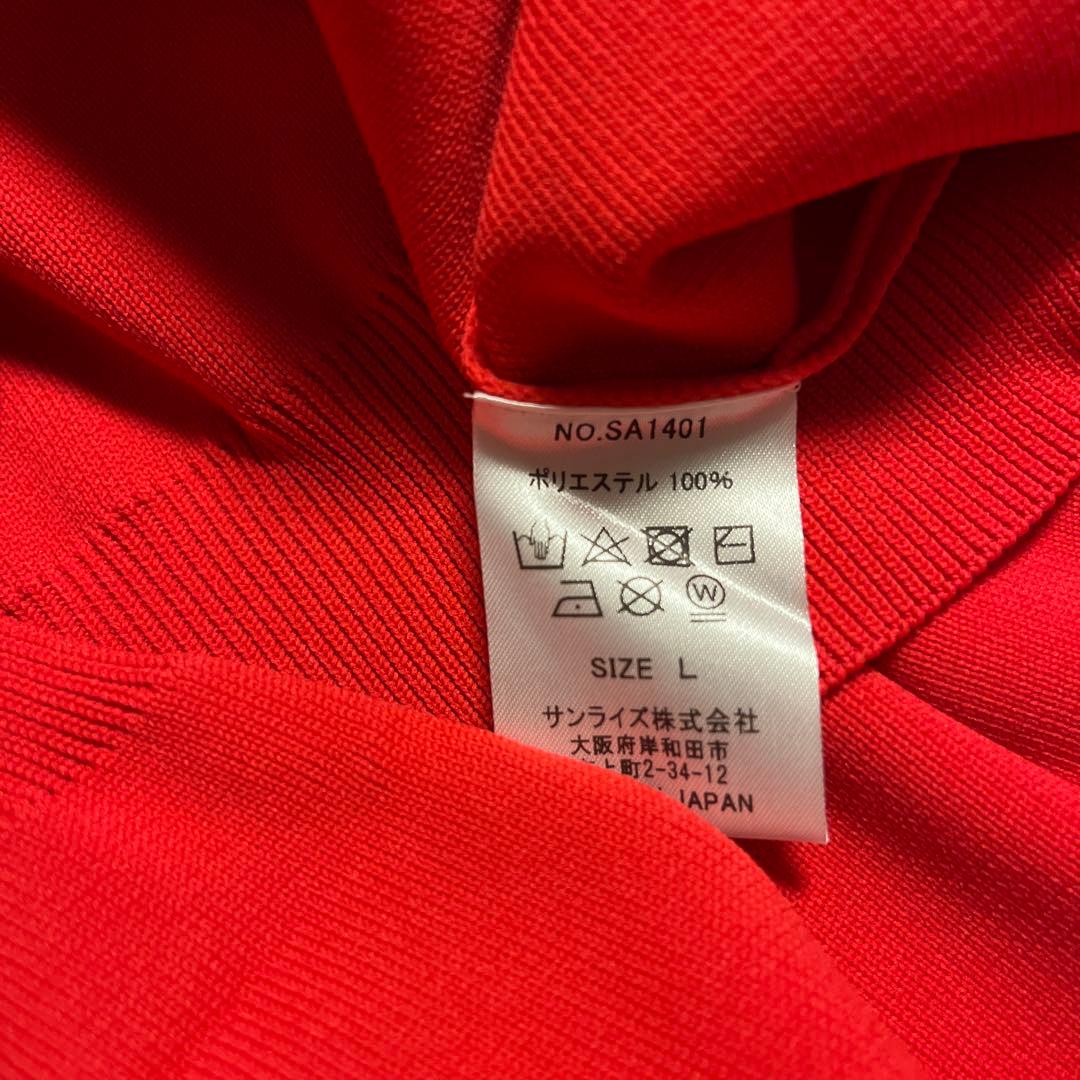 NO.SA1401
ポリエステル 100%
W
SIZE L
サンライズ株式会社
大阪府岸和田市
上町2-34-12
JAPAN